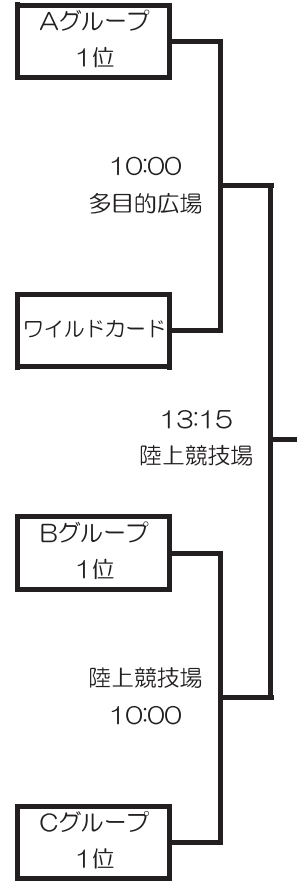 Aグループ
1位
10:00
多目的広場
ワイルドカード
13:15
陸上競技場
Bグループ
1位
陸上競技場
10:00
Cグループ
1位